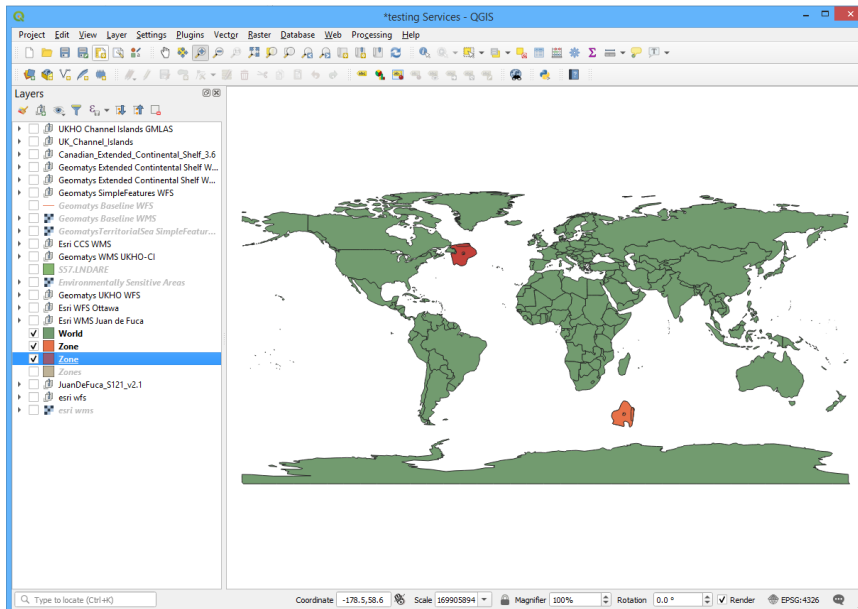 *testing Services - QGIS
Project Edit View Layer Settings Plugins Vector Raster Database Web Processing Help
Layers
UKHO Channel Islands GMLAS
UK_Channel_Islands
Canadian_Extended_Continental_Shelf_3.6
Geomatys Extended Contintental Shelf W...
Geomatys Extended Continental Shelf W...
Geomatys SimpleFeatures WFS
Geomatys Baseline WFS
Geomatys Baseline WMS
GeomatysTerritorialSea SimpleFeatur...
Esri CCS WMS
Geomatys WMS UKHO-CI
S57.LNDARE
Environmentally Sensitive Areas
Geomatys UKHO WFS
Esri WFS Ottawa
Esri WMS Juan de Fuca
World
Zone
Zone
Zones
JuanDeFuca_S121_v2.1
esri wfs
esri wms
Type to locate (Ctrl+K) Coordinate -178.5,58.6 Scale 169905894 Magnifier 100% Rotation 0.0 ° Render EPSG:4326